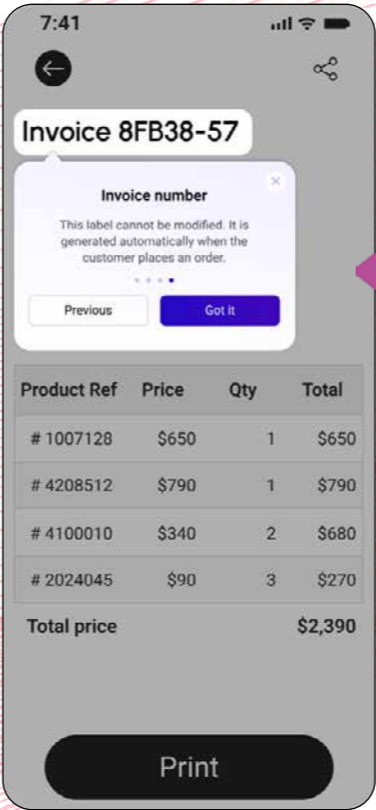 7:41
Invoice 8FB38-57
Invoice number
This label cannot be modified. It is
generated automatically when the
customer places an order.
Previous Got it
Product Ref Price Qty Total
# 1007128 $650 1 $650
# 4208512 $790 1 $790
# 4100010 $340 2 $680
# 2024045 $90 3 $270
Total price $2,390
Print